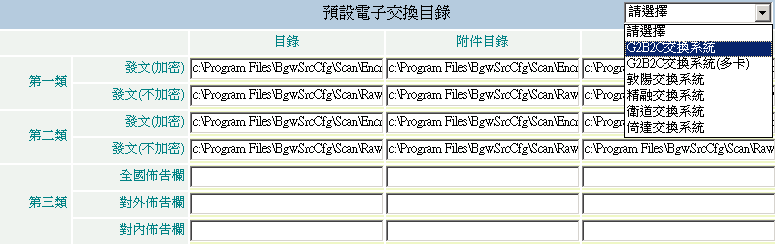 預設電子交換目錄
請選擇
請選擇
G2B2C交換系統
G2B2C交換系統(多卡)
敦陽交換系統
精融交換系統
衛道交換系統
倚達交換系統
目錄 附件目錄
第一類
發文(加密) c:\Program Files\BgwSrcCfg\Scan\Enc c:\Program Files\BgwSrcCfg\Scan\Enc c:\P
發文(不加密) c:\Program Files\BgwSrcCfg\Scan\Raw c:\Program Files\BgwSrcCfg\Scan\Raw c:\P
第二類
發文(加密) c:\Program Files\BgwSrcCfg\Scan\Enc c:\Program Files\BgwSrcCfg\Scan\Enc c:\P
發文(不加密) c:\Program Files\BgwSrcCfg\Scan\Raw c:\Program Files\BgwSrcCfg\Scan\Raw c:\Program Files\BgwSrcCfg\Scan\Raw
第三類
全國佈告欄
對外佈告欄
對內佈告欄